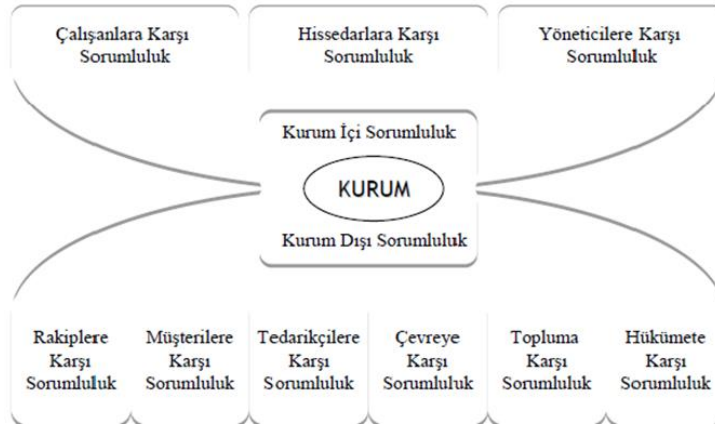 Çalışanlara Karşı
Sorumluluk
Hissedarlara Karşı
Sorumluluk
Yöneticilere Karşı
Sorumluluk
Kurum İçi Sorumluluk
KURUM
Kurum Dışı Sorumluluk
Rakiplere
Karşı
Sorumluluk
Müşterilere
Karşı
Sorumluluk
Tedarikçilere
Karşı
Sorumluluk
Çevreye
Karşı
Sorumluluk
Topluma
Karşı
Sorumluluk
Hükümete
Karşı
Sorumluluk